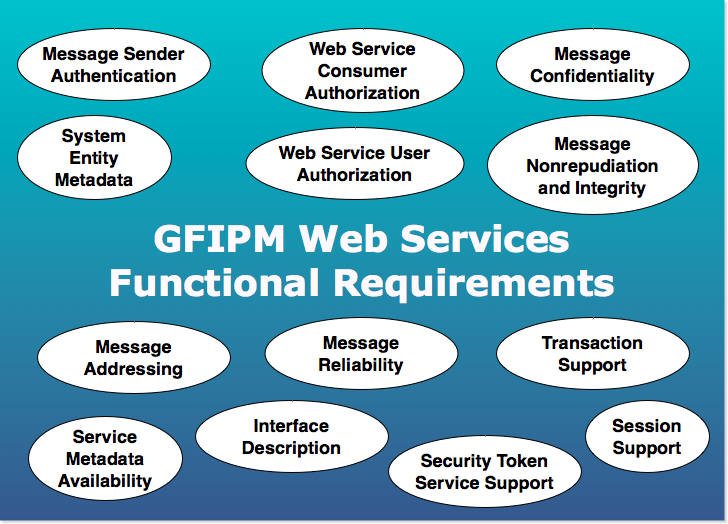 Message Sender
Authentication
Web Service
Consumer
Authorization
Message
Confidentiality
System
Entity
Metadata
Web Service User
Authorization
Message
Nonrepudiation
and Integrity
GFIPM Web Services
Functional Requirements
Message
Addressing
Message
Reliability
Transaction
Support
Service
Metadata
Availability
Interface
Description
Security Token
Service Support
Session
Support